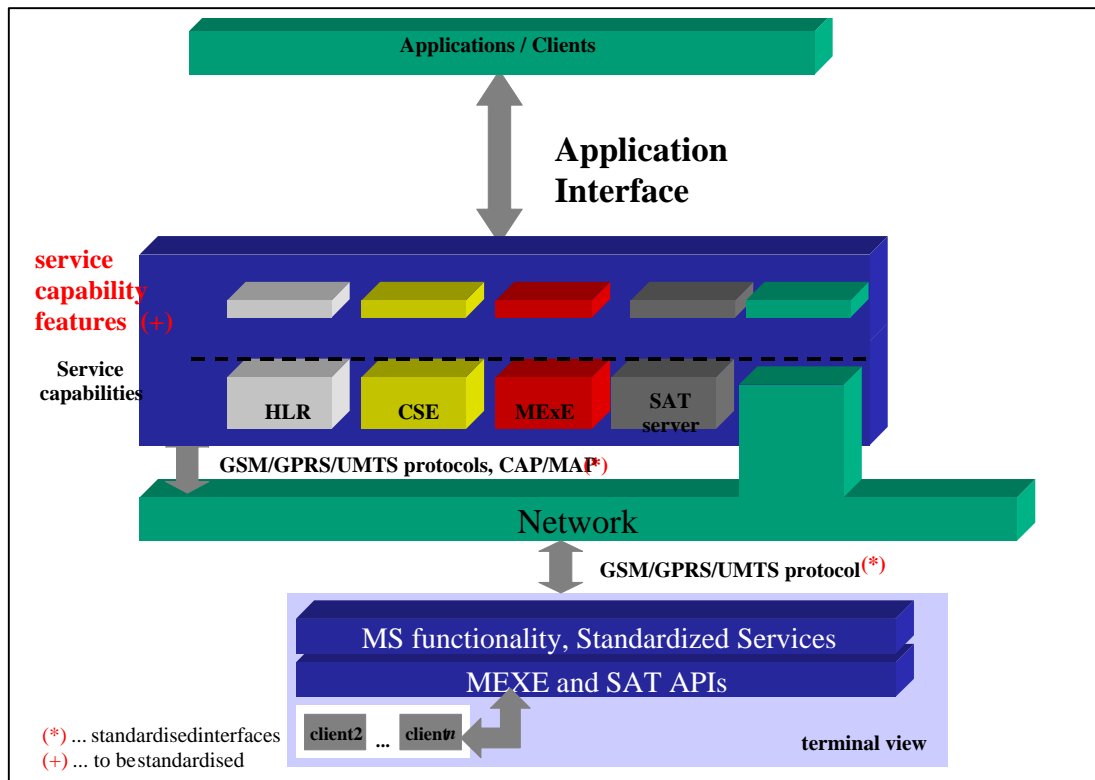 Applications / Clients
Application
Interface
service
capability
features (+)
Service
capabilities
HLR
CSE
MExE
SAT
server
GSM/GPRS/UMTS protocols, CAP/MAP(*)
Network
GSM/GPRS/UMTS protocol(*)
MS functionality, Standardized Services
MEXE and SAT APIs
client2 ... clientn
(*) ... standardisedinterfaces
(+) ... to bestandardised
terminal view